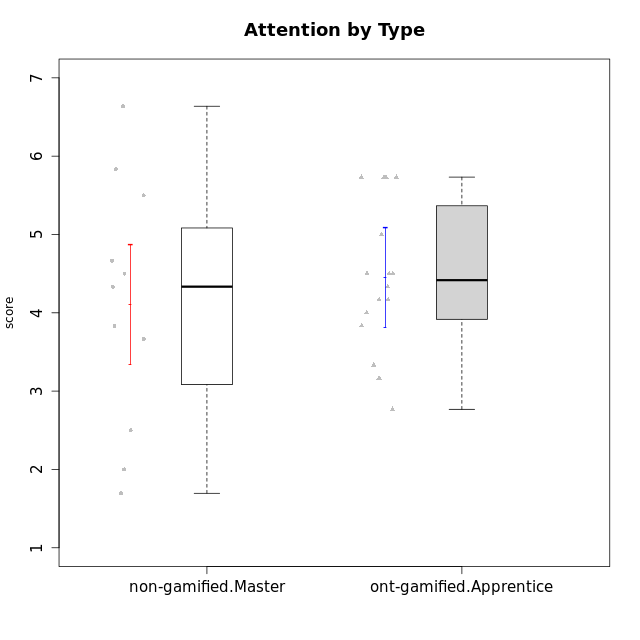 Attention by Type
score
7
6
5
4
3
2
1
non-gamified.Master
ont-gamified.Apprentice